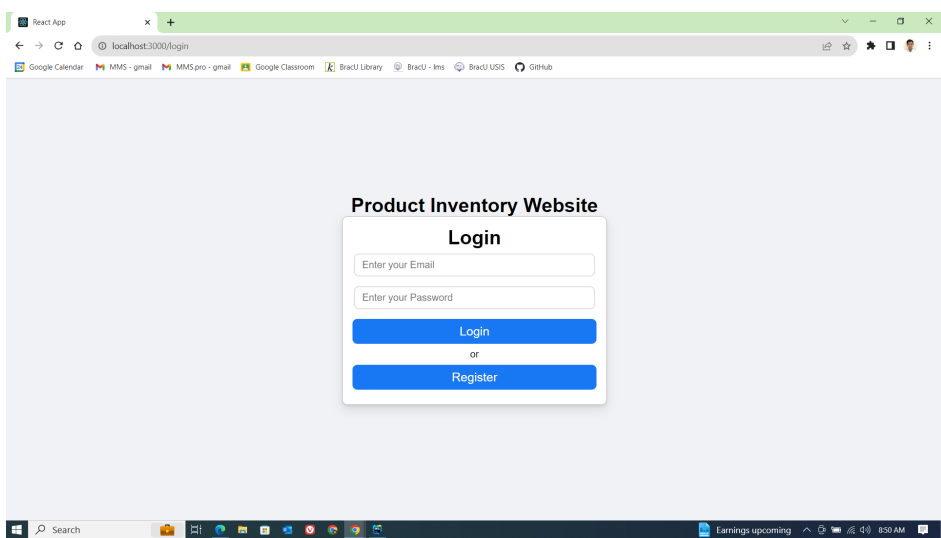 React App
localhost:3000/login
Google Calendar MMS - gmail MMS.pro - gmail Google Classroom BracU Library BracU - lms BracU USIS GitHub
Product Inventory Website
Login
Enter your Email
Enter your Password
Login
or
Register
Search Earnings upcoming 8:50 AM